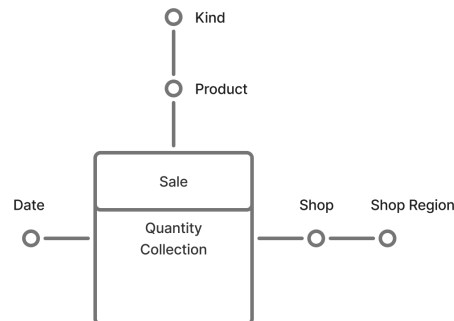 Kind
Product
Sale
Date
Shop
Shop Region
Quantity
Collection